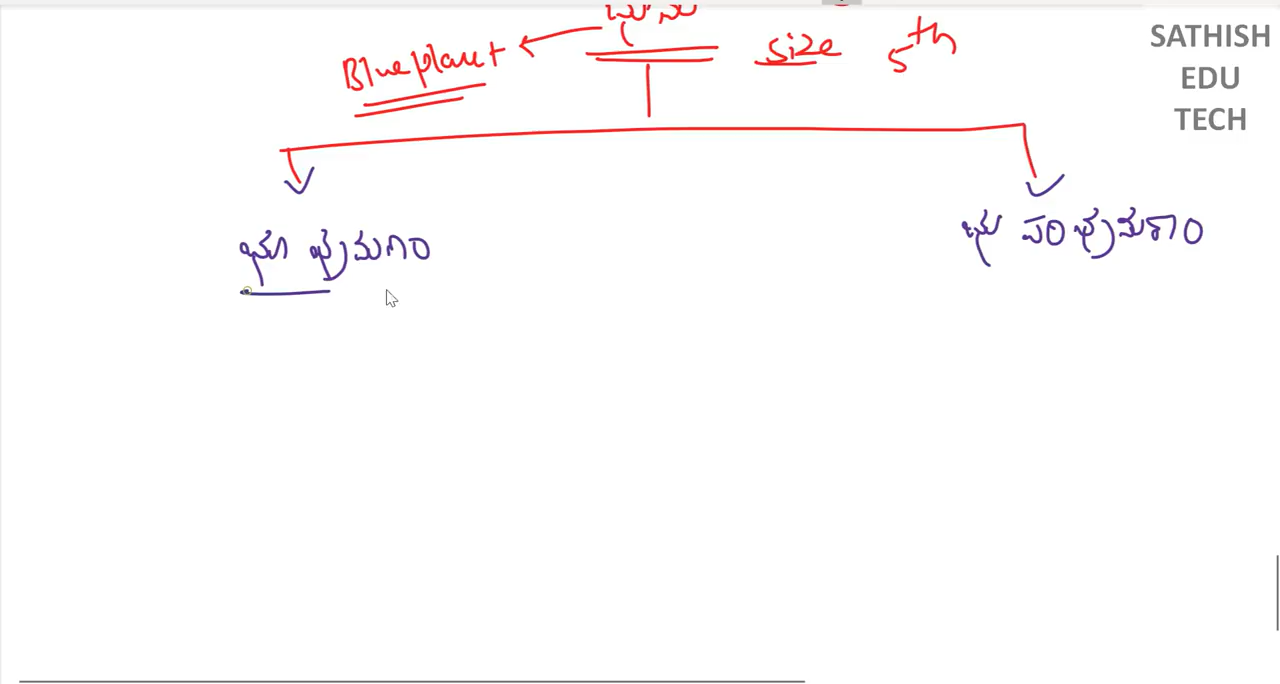 Blue planet
size 5th
SATHISH
EDU
TECH
భూ భ్రమణం
భూ పరిభ్రమణం